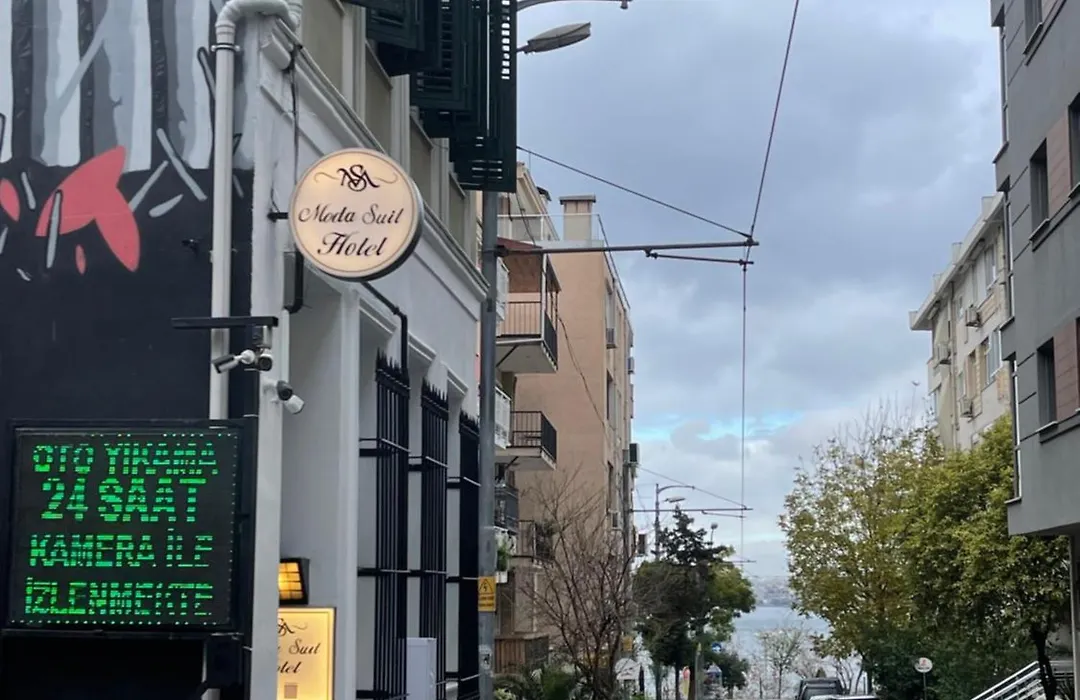 MS
Moda Suit
Hotel
OTO YIKAMA
24 SAAT
KAMERA İLE
İZLENMEKTE
Suit
Hotel